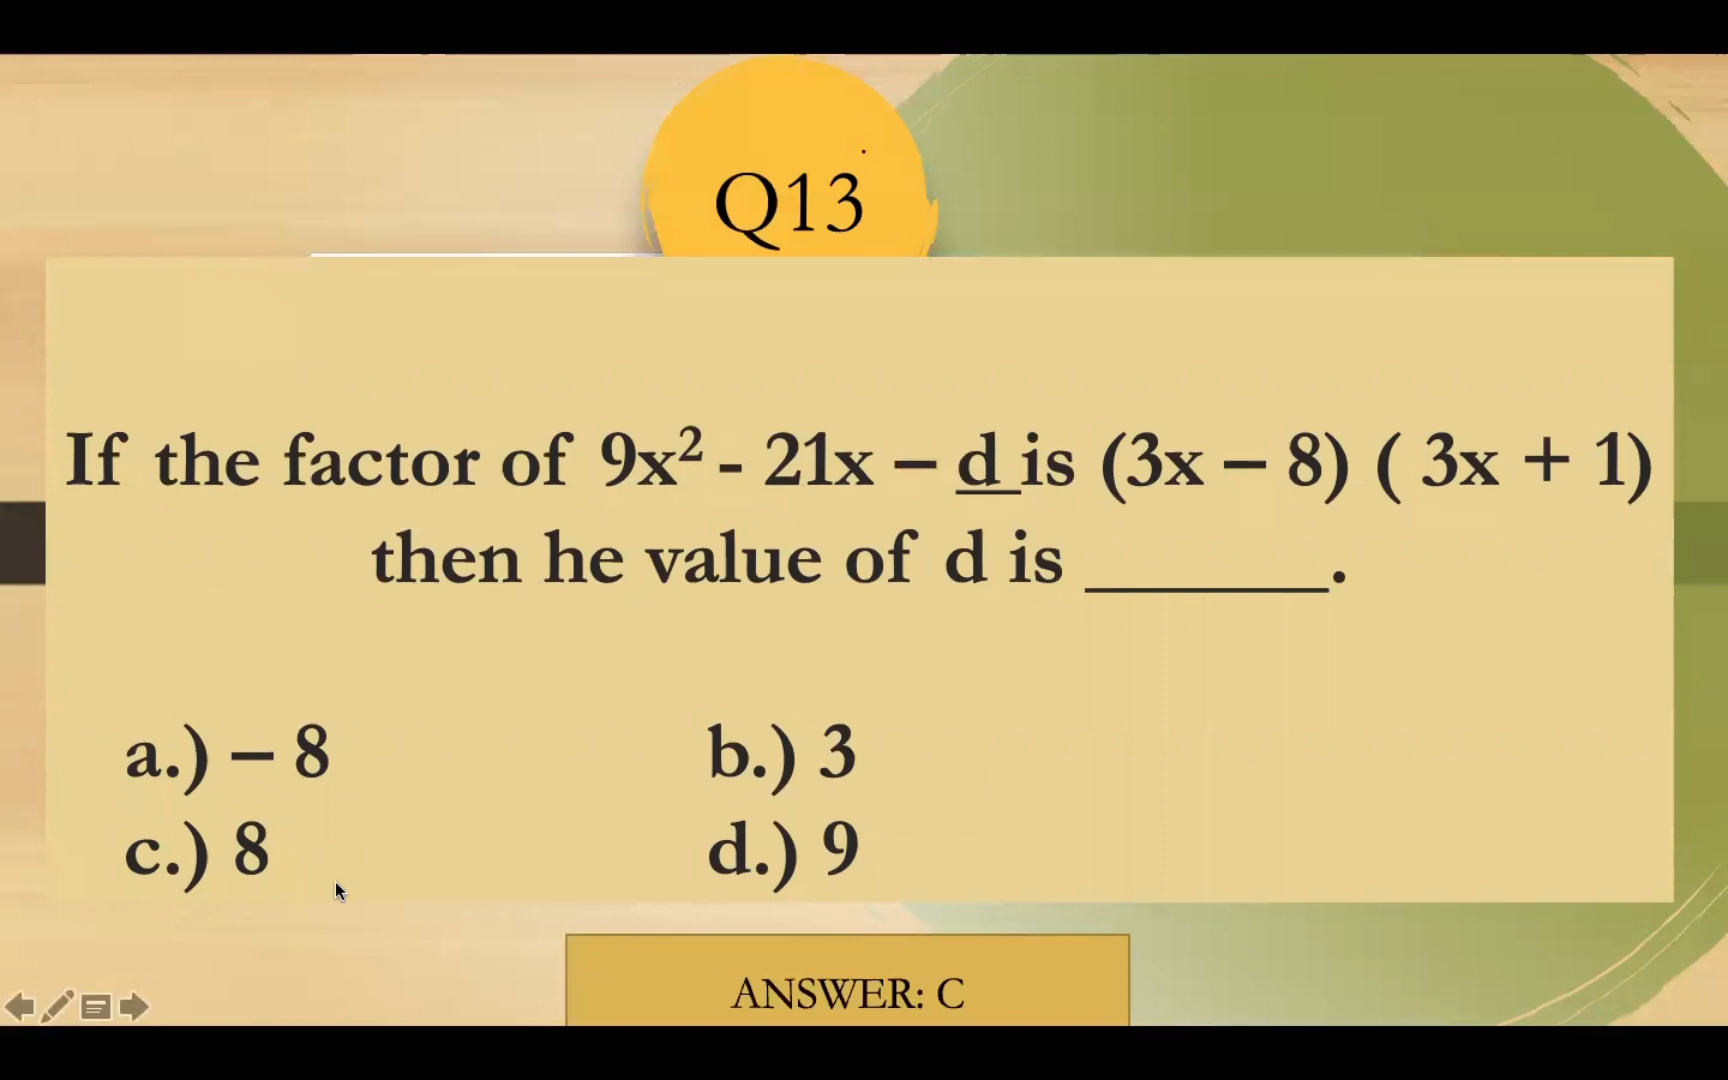 Q13
If the factor of 9x² - 21x – d is (3x – 8) ( 3x + 1)
then he value of d is ______.
a.) – 8 b.) 3
c.) 8 d.) 9
ANSWER: C